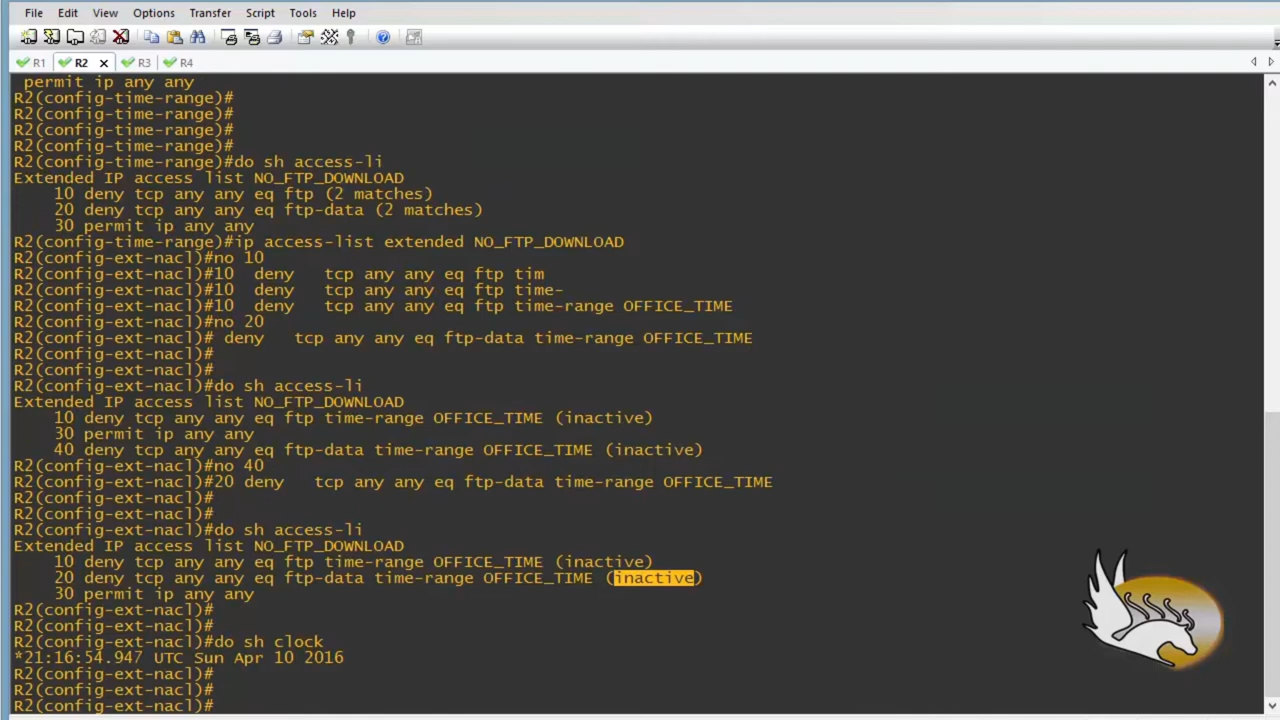 File Edit View Options Transfer Script Tools Help
R1 R2 x R3 R4
permit ip any any
R2(config-time-range)#
R2(config-time-range)#
R2(config-time-range)#
R2(config-time-range)#
R2(config-time-range)#do sh access-li
Extended IP access list NO_FTP_DOWNLOAD
    10 deny tcp any any eq ftp (2 matches)
    20 deny tcp any any eq ftp-data (2 matches)
    30 permit ip any any
R2(config-time-range)#ip access-list extended NO_FTP_DOWNLOAD
R2(config-ext-nacl)#no 10
R2(config-ext-nacl)#10  deny   tcp any any eq ftp tim
R2(config-ext-nacl)#10  deny   tcp any any eq ftp time-
R2(config-ext-nacl)#10  deny   tcp any any eq ftp time-range OFFICE_TIME
R2(config-ext-nacl)#no 20
R2(config-ext-nacl)# deny   tcp any any eq ftp-data time-range OFFICE_TIME
R2(config-ext-nacl)#
R2(config-ext-nacl)#
R2(config-ext-nacl)#do sh access-li
Extended IP access list NO_FTP_DOWNLOAD
    10 deny tcp any any eq ftp time-range OFFICE_TIME (inactive)
    30 permit ip any any
    40 deny tcp any any eq ftp-data time-range OFFICE_TIME (inactive)
R2(config-ext-nacl)#no 40
R2(config-ext-nacl)#20 deny   tcp any any eq ftp-data time-range OFFICE_TIME
R2(config-ext-nacl)#
R2(config-ext-nacl)#
R2(config-ext-nacl)#do sh access-li
Extended IP access list NO_FTP_DOWNLOAD
    10 deny tcp any any eq ftp time-range OFFICE_TIME (inactive)
    20 deny tcp any any eq ftp-data time-range OFFICE_TIME (inactive)
    30 permit ip any any
R2(config-ext-nacl)#
R2(config-ext-nacl)#
R2(config-ext-nacl)#do sh clock
*21:16:54.947 UTC Sun Apr 10 2016
R2(config-ext-nacl)#
R2(config-ext-nacl)#
R2(config-ext-nacl)#